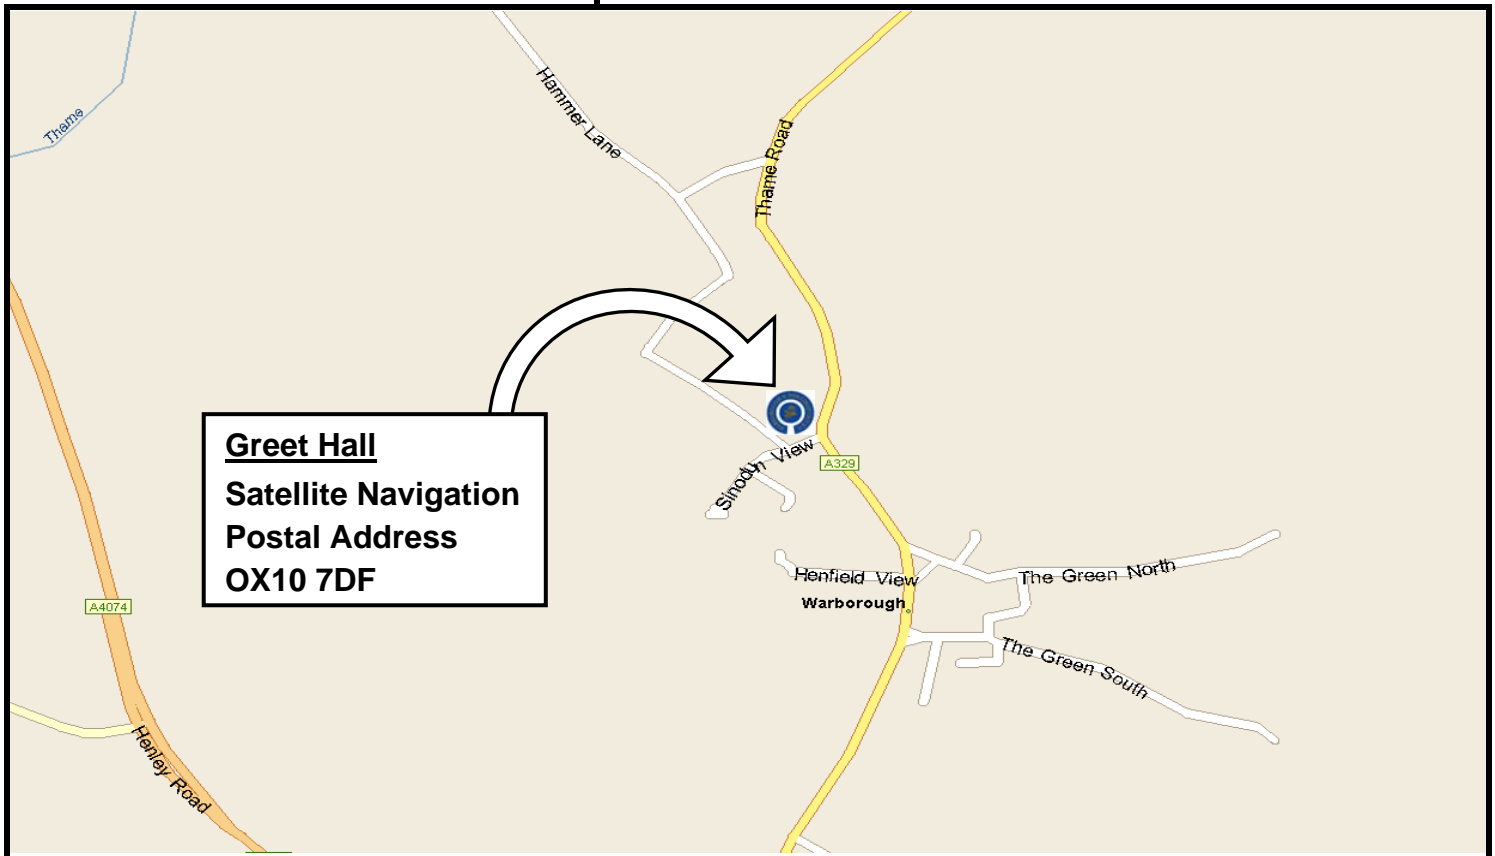 Thame
Hammer Lane
Thame Road
Greet Hall
Satellite Navigation
Postal Address
OX10 7DF
Sinodun View
A329
Henfield View
The Green North
Warborough
A4074
The Green South
Henley Road